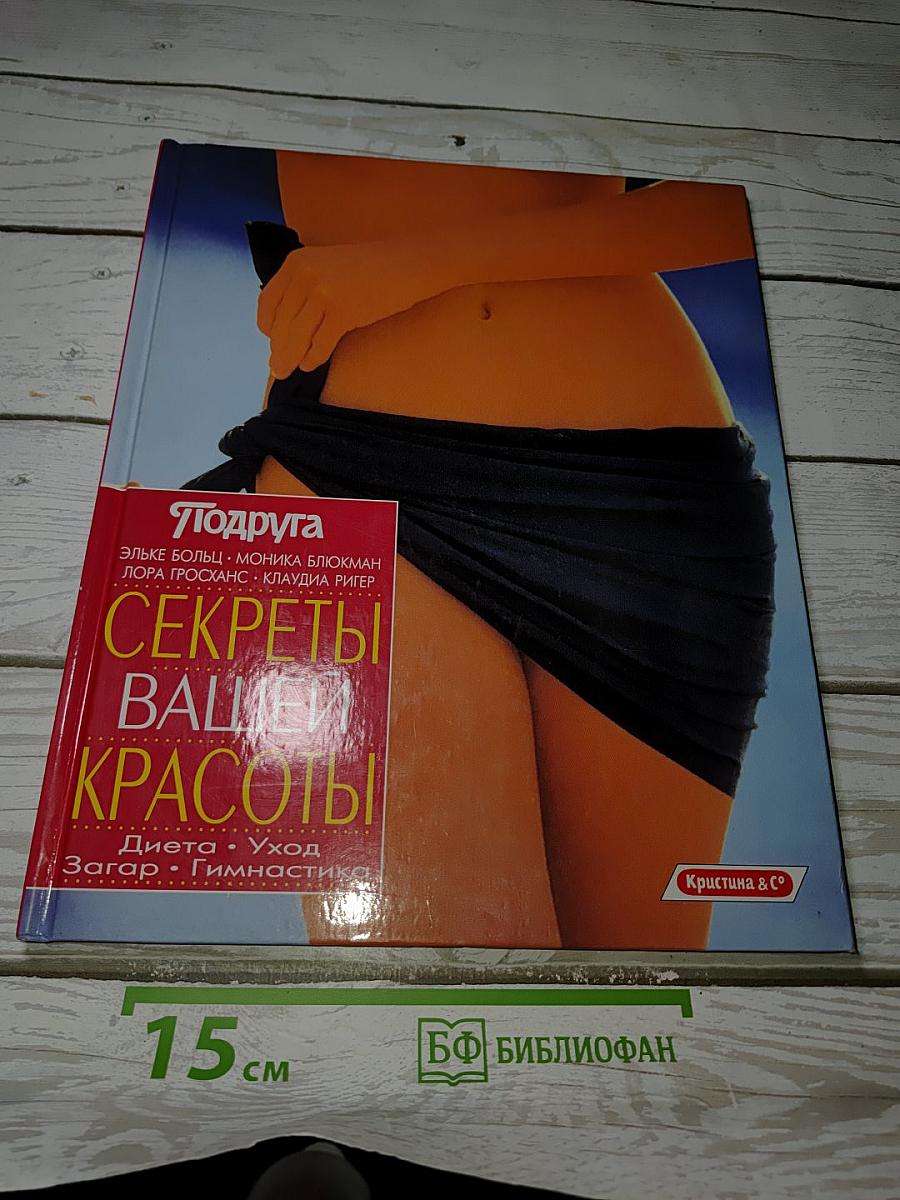 Подруга
ЭЛЬКЕ БОЛЬЦ · МОНИКА БЛЮКМАН
ЛОРА ГРОСХАНС · КЛАУДИА РИГЕР
СЕКРЕТЫ
ВАШЕЙ
КРАСОТЫ
Диета · Уход
Загар · Гимнастика
Кристина & Cº
15 см
БФ БИБЛИОФАН